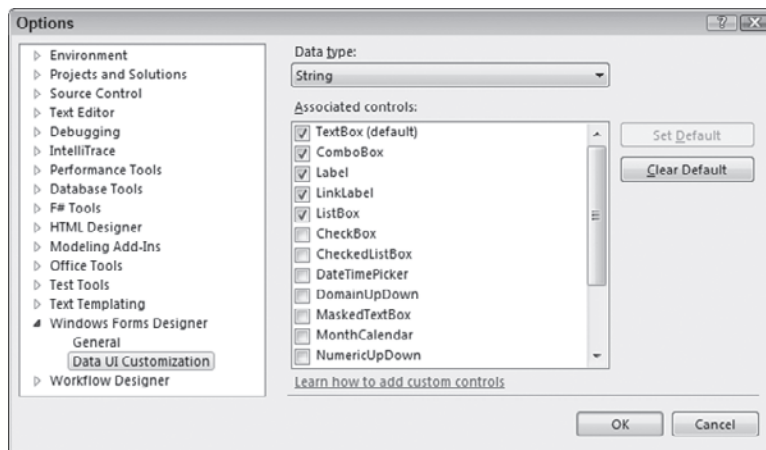 Options
Environment
Projects and Solutions
Source Control
Text Editor
Debugging
IntelliTrace
Performance Tools
Database Tools
F# Tools
HTML Designer
Modeling Add-Ins
Office Tools
Test Tools
Text Templating
Windows Forms Designer
General
Data UI Customization
Workflow Designer
Data type:
String
Associated controls:
TextBox (default)
ComboBox
Label
LinkLabel
ListBox
CheckBox
CheckedListBox
DateTimePicker
DomainUpDown
MaskedTextBox
MonthCalendar
NumericUpDown
Set Default
Clear Default
Learn how to add custom controls
OK
Cancel